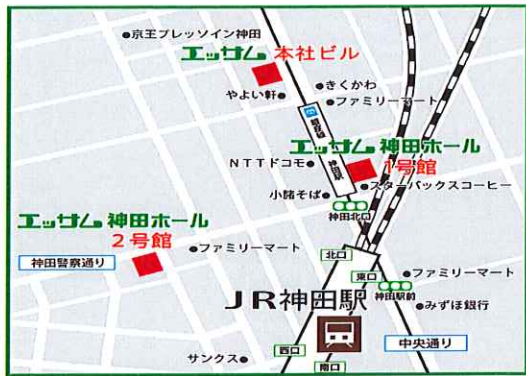 京王プレッソイン神田
エッサム 本社ビル
きくかわ
やよい軒
ファミリーマート
銀座線
神田駅
NTTドコモ
エッサム 神田ホール
1号館
スターバックスコーヒー
小諸そば
神田北口
エッサム 神田ホール
2号館
ファミリーマート
神田警察通り
北口
東口
ファミリーマート
神田駅前
JR神田駅
みずほ銀行
中央通り
サンクス
西口
南口